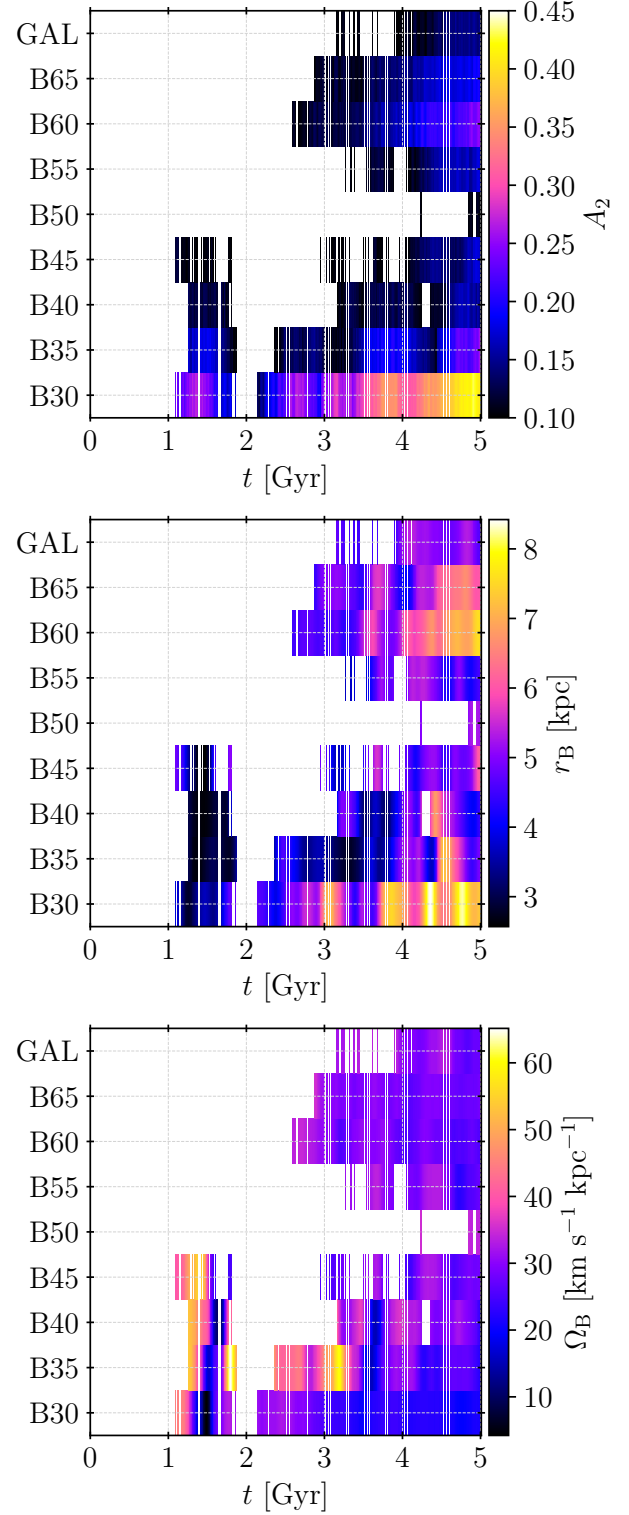 GAL
B65
B60
B55
B50
B45
B40
B35
B30
0 1 2 3 4 5
t [Gyr]
0.45
0.40
0.35
0.30
0.25
0.20
0.15
0.10
A₂
GAL
B65
B60
B55
B50
B45
B40
B35
B30
0 1 2 3 4 5
t [Gyr]
8
7
6
5
4
3
r_B [kpc]
GAL
B65
B60
B55
B50
B45
B40
B35
B30
0 1 2 3 4 5
t [Gyr]
60
50
40
30
20
10
Ω_B [km s⁻¹ kpc⁻¹]